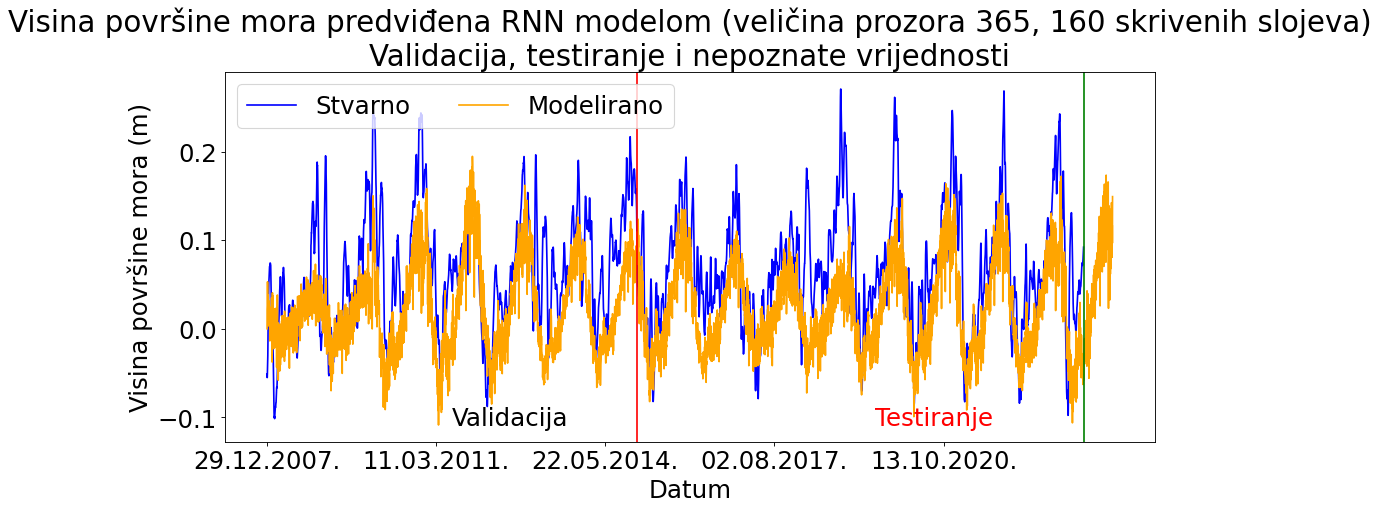 Visina površine mora predviđena RNN modelom (veličina prozora 365, 160 skrivenih slojeva)
Validacija, testiranje i nepoznate vrijednosti
Stvarno
Modelirano
Visina površine mora (m)
0.2
0.1
0.0
−0.1
Validacija
Testiranje
29.12.2007.
11.03.2011.
22.05.2014.
02.08.2017.
13.10.2020.
Datum